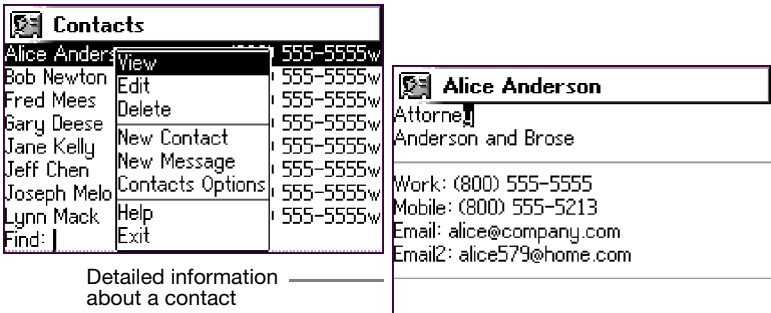 Contacts
Alice Anders 555-5555w
View
Bob Newton 555-5555w
Edit
Fred Mees 555-5555w
Delete
Gary Deese 555-5555w
Jane Kelly 555-5555w
New Contact
Jeff Chen 555-5555w
New Message
Joseph Melo 555-5555w
Contacts Options
Lynn Mack 555-5555w
Help
Find:
Exit
Detailed information
about a contact
Alice Anderson
Attorney
Anderson and Brose
Work: (800) 555-5555
Mobile: (800) 555-5213
Email: alice@company.com
Email2: alice579@home.com